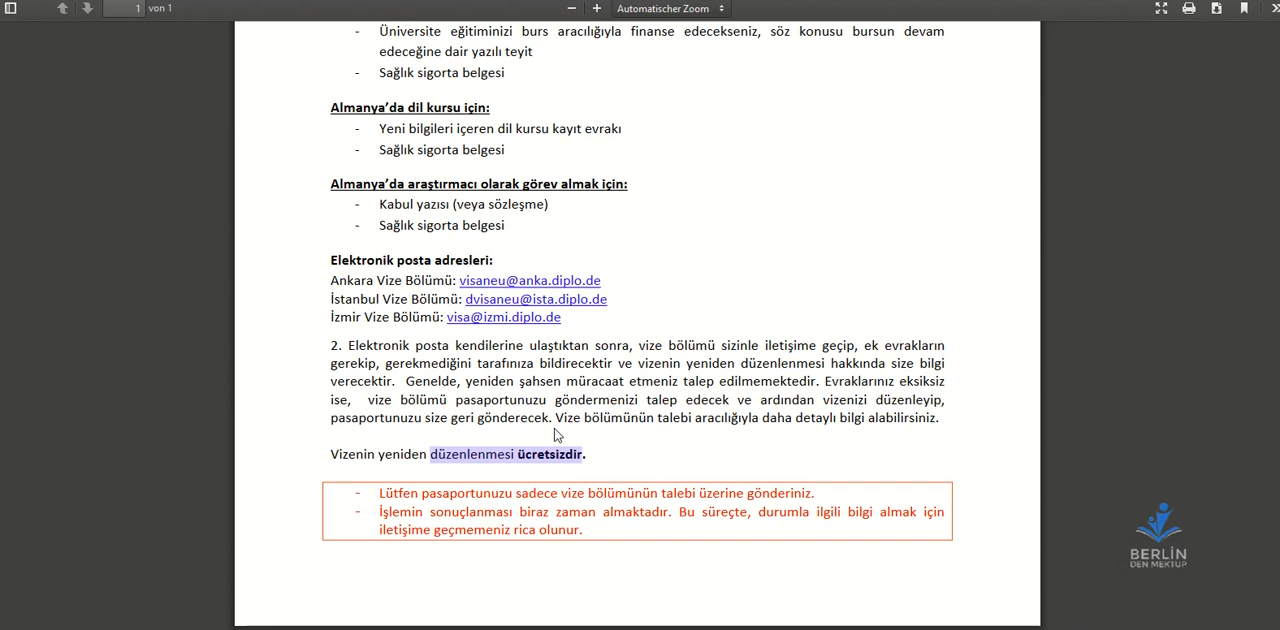 1 von 1 Automatischer Zoom
- Üniversite eğitiminizi burs aracılığıyla finanse edecekseniz, söz konusu bursun devam
edeceğine dair yazılı teyit
- Sağlık sigorta belgesi
Almanya’da dil kursu için:
- Yeni bilgileri içeren dil kursu kayıt evrakı
- Sağlık sigorta belgesi
Almanya’da araştırmacı olarak görev almak için:
- Kabul yazısı (veya sözleşme)
- Sağlık sigorta belgesi
Elektronik posta adresleri:
Ankara Vize Bölümü: visaneu@anka.diplo.de
İstanbul Vize Bölümü: dvisaneu@ista.diplo.de
İzmir Vize Bölümü: visa@izmi.diplo.de
2. Elektronik posta kendilerine ulaştıktan sonra, vize bölümü sizinle iletişime geçip, ek evrakların
gerekip, gerekmediğini tarafınıza bildirecektir ve vizenin yeniden düzenlenmesi hakkında size bilgi
verecektir. Genelde, yeniden şahsen müracaat etmeniz talep edilmemektedir. Evraklarınız eksiksiz
ise, vize bölümü pasaportunuzu göndermenizi talep edecek ve ardından vizenizi düzenleyip,
pasaportunuzu size geri gönderecek. Vize bölümünün talebi aracılığıyla daha detaylı bilgi alabilirsiniz.
Vizenin yeniden düzenlenmesi ücretsizdir.
- Lütfen pasaportunuzu sadece vize bölümünün talebi üzerine gönderiniz.
- İşlemin sonuçlanması biraz zaman almaktadır. Bu süreçte, durumla ilgili bilgi almak için
iletişime geçmemeniz rica olunur.
BERLİN
DEN MEKTUP